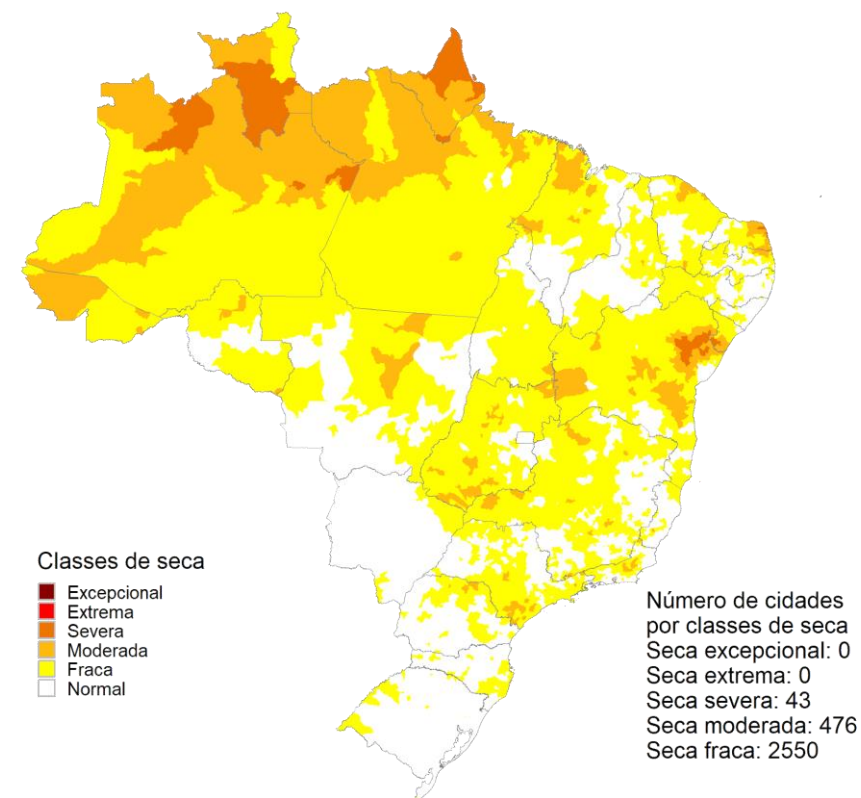 Classes de seca
Excepcional
Extrema
Severa
Moderada
Fraca
Normal
Número de cidades
por classes de seca
Seca excepcional: 0
Seca extrema: 0
Seca severa: 43
Seca moderada: 476
Seca fraca: 2550